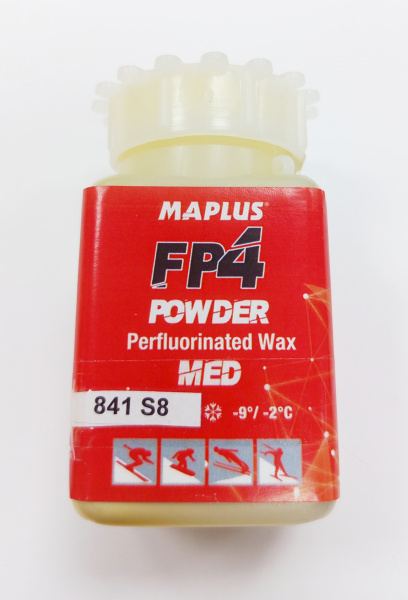 MAPLUS®
FP4
POWDER
Perfluorinated Wax
MED
841 S8 -9°/ -2°C